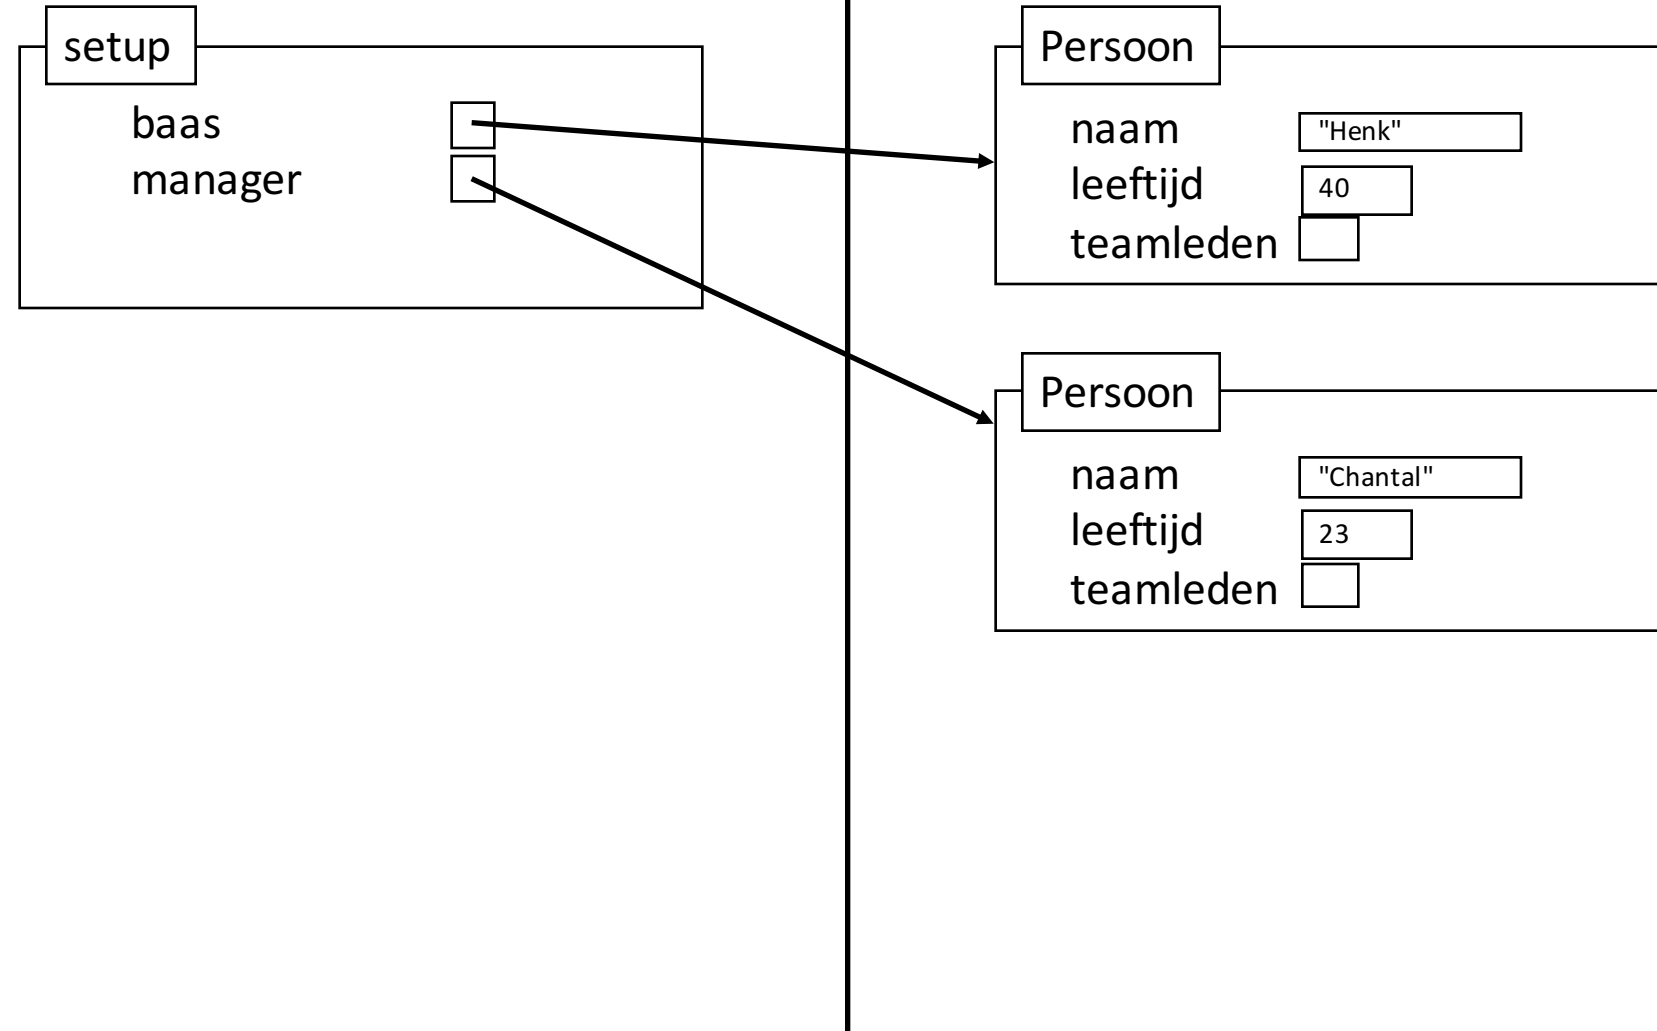 setup
baas
manager
Persoon
naam "Henk"
leeftijd 40
teamleden
Persoon
naam "Chantal"
leeftijd 23
teamleden